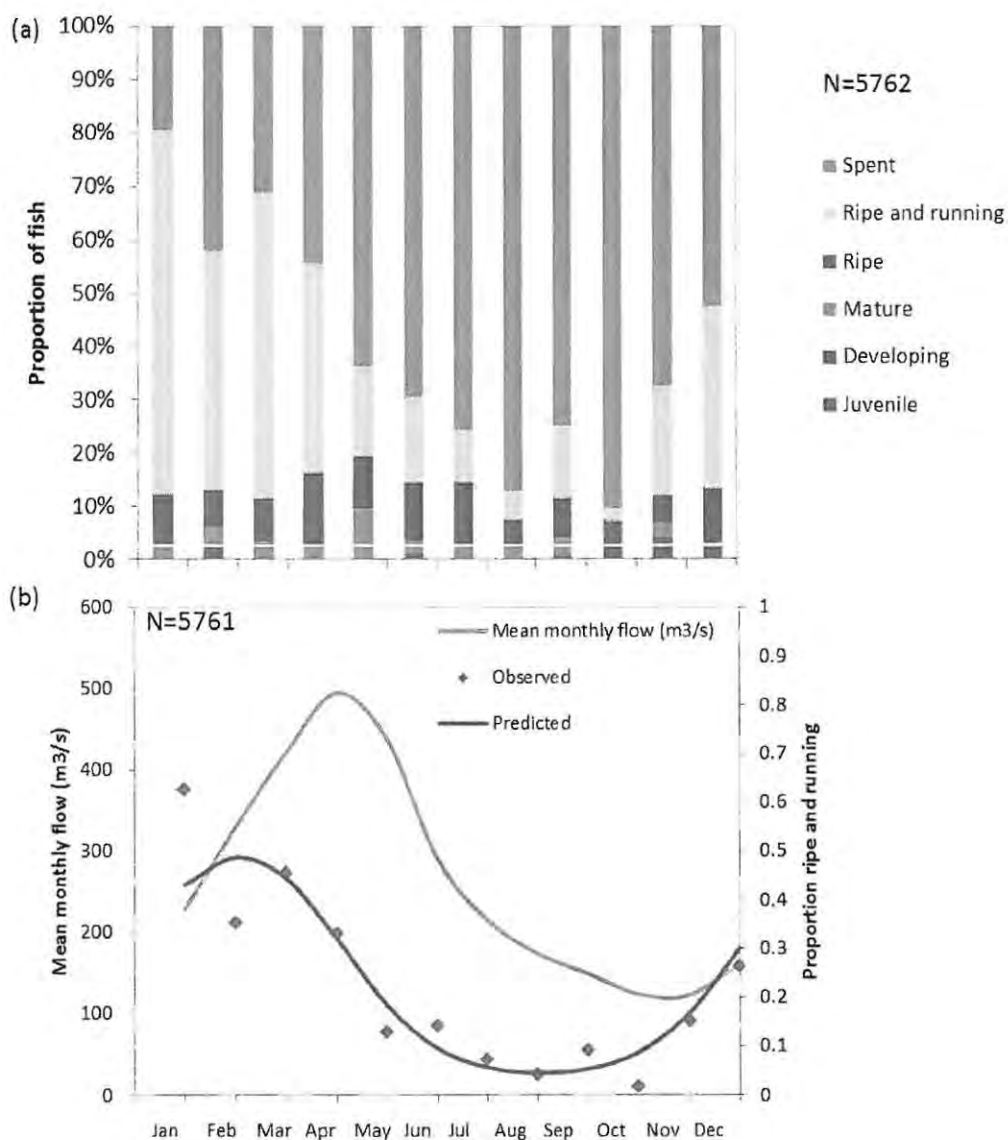 (a)
100%
90%
80%
70%
60%
50%
40%
30%
20%
10%
0%
Proportion of fish
N=5762
Spent
Ripe and running
Ripe
Mature
Developing
Juvenile
(b)
N=5761
Mean monthly flow (m3/s)
Observed
Predicted
600
500
400
300
200
100
0
Mean monthly flow (m3/s)
1
0.9
0.8
0.7
0.6
0.5
0.4
0.3
0.2
0.1
0
Proportion ripe and running
Jan Feb Mar Apr May Jun Jul Aug Sep Oct Nov Dec